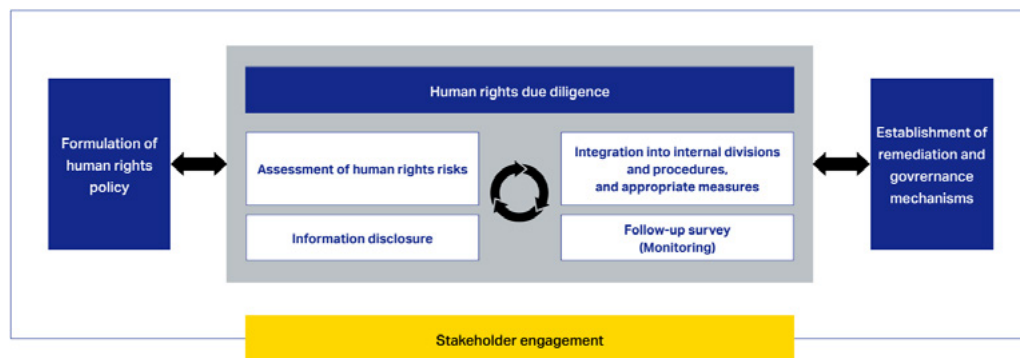 Human rights due diligence
Formulation of
human rights
policy
Assessment of human rights risks
Integration into internal divisions
and procedures,
and appropriate measures
Information disclosure
Follow-up survey
(Monitoring)
Establishment of
remediation and
govrernance
mechanisms
Stakeholder engagement